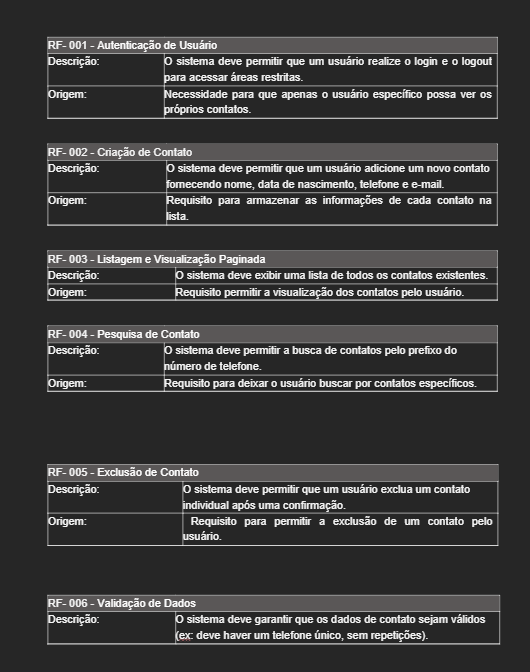 RF- 001 - Autenticação de Usuário
Descrição: O sistema deve permitir que um usuário realize o login e o logout
para acessar áreas restritas.
Origem: Necessidade para que apenas o usuário específico possa ver os
próprios contatos.
RF- 002 - Criação de Contato
Descrição: O sistema deve permitir que um usuário adicione um novo contato
fornecendo nome, data de nascimento, telefone e e-mail.
Origem: Requisito para armazenar as informações de cada contato na
lista.
RF- 003 - Listagem e Visualização Paginada
Descrição: O sistema deve exibir uma lista de todos os contatos existentes.
Origem: Requisito permitir a visualização dos contatos pelo usuário.
RF- 004 - Pesquisa de Contato
Descrição: O sistema deve permitir a busca de contatos pelo prefixo do
número de telefone.
Origem: Requisito para deixar o usuário buscar por contatos específicos.
RF- 005 - Exclusão de Contato
Descrição: O sistema deve permitir que um usuário exclua um contato
individual após uma confirmação.
Origem: Requisito para permitir a exclusão de um contato pelo
usuário.
RF- 006 - Validação de Dados
Descrição: O sistema deve garantir que os dados de contato sejam válidos
(ex: deve haver um telefone único, sem repetições).